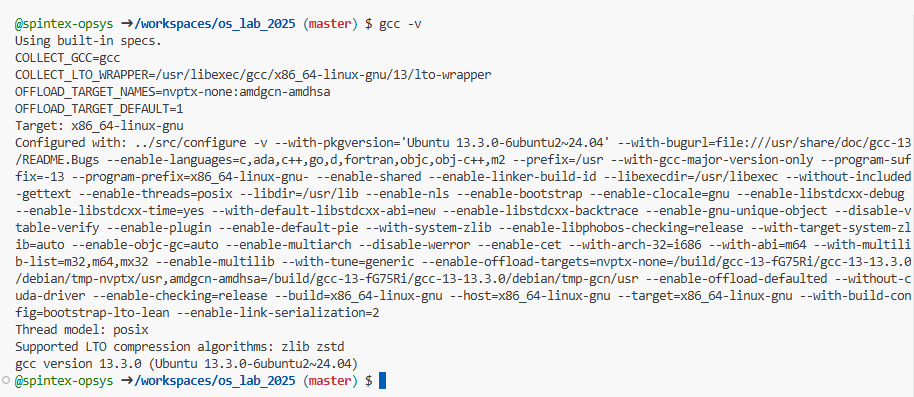 @spintex-opsys ➜/workspaces/os_lab_2025 (master) $ gcc -v
Using built-in specs.
COLLECT_GCC=gcc
COLLECT_LTO_WRAPPER=/usr/libexec/gcc/x86_64-linux-gnu/13/lto-wrapper
OFFLOAD_TARGET_NAMES=nvptx-none:amdgcn-amdhsa
OFFLOAD_TARGET_DEFAULT=1
Target: x86_64-linux-gnu
Configured with: ../src/configure -v --with-pkgversion='Ubuntu 13.3.0-6ubuntu2~24.04' --with-bugurl=file:///usr/share/doc/gcc-13
/README.Bugs --enable-languages=c,ada,c++,go,d,fortran,objc,obj-c++,m2 --prefix=/usr --with-gcc-major-version-only --program-suf
fix=-13 --program-prefix=x86_64-linux-gnu- --enable-shared --enable-linker-build-id --libexecdir=/usr/libexec --without-included
-gettext --enable-threads=posix --libdir=/usr/lib --enable-nls --enable-bootstrap --enable-clocale=gnu --enable-libstdcxx-debug
--enable-libstdcxx-time=yes --with-default-libstdcxx-abi=new --enable-libstdcxx-backtrace --enable-gnu-unique-object --disable-v
table-verify --enable-plugin --enable-default-pie --with-system-zlib --enable-libphobos-checking=release --with-target-system-zl
ib=auto --enable-objc-gc=auto --enable-multiarch --disable-werror --enable-cet --with-arch-32=i686 --with-abi=m64 --with-multili
b-list=m32,m64,mx32 --enable-multilib --with-tune=generic --enable-offload-targets=nvptx-none=/build/gcc-13-fG75Ri/gcc-13-13.3.0
/debian/tmp-nvptx/usr,amdgcn-amdhsa=/build/gcc-13-fG75Ri/gcc-13-13.3.0/debian/tmp-gcn/usr --enable-offload-defaulted --without-c
uda-driver --enable-checking=release --build=x86_64-linux-gnu --host=x86_64-linux-gnu --target=x86_64-linux-gnu --with-build-con
fig=bootstrap-lto-lean --enable-link-serialization=2
Thread model: posix
Supported LTO compression algorithms: zlib zstd
gcc version 13.3.0 (Ubuntu 13.3.0-6ubuntu2~24.04)
@spintex-opsys ➜/workspaces/os_lab_2025 (master) $